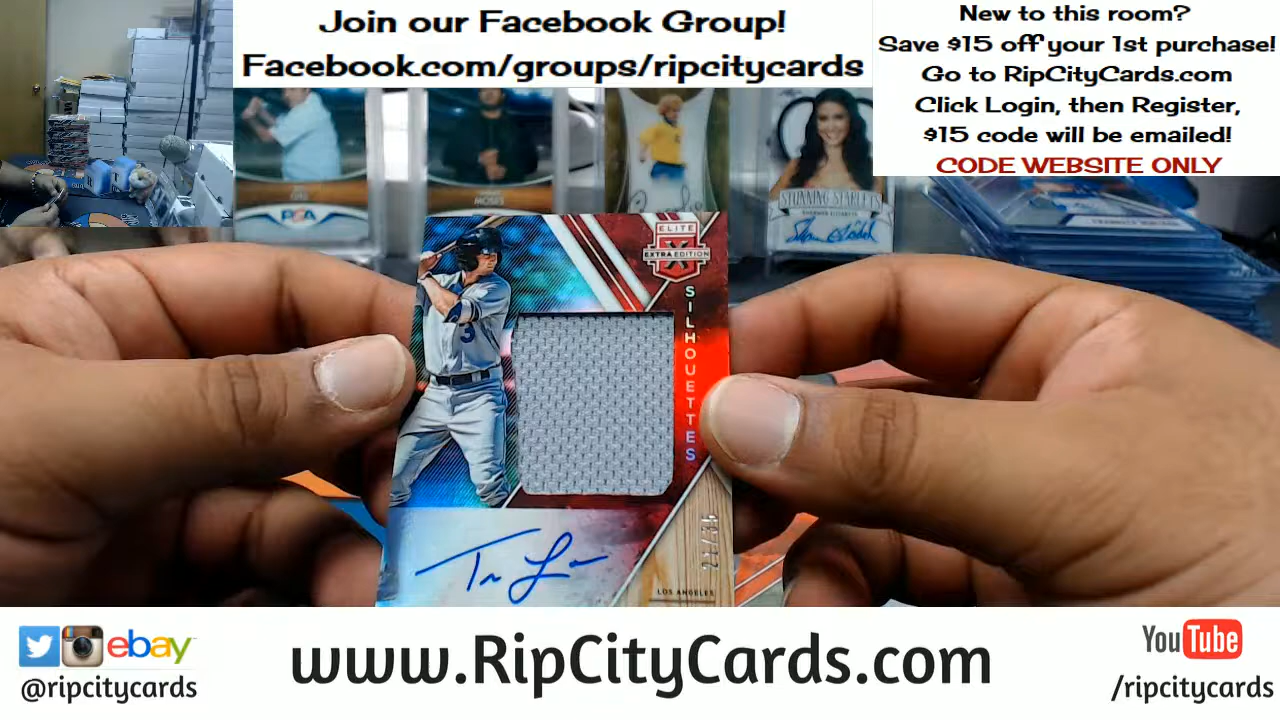 Join our Facebook Group!
Facebook.com/groups/ripcitycards
New to this room?
Save $15 off your 1st purchase!
Go to RipCityCards.com
Click Login, then Register,
$15 code will be emailed!
CODE WEBSITE ONLY
PSA
MOSES
STUNNING STARLETS
ELITE
EXTRA EDITION
SILHOUETTES
3
LOS ANGELES
ebay
@ripcitycards
www.RipCityCards.com
YouTube
/ripcitycards